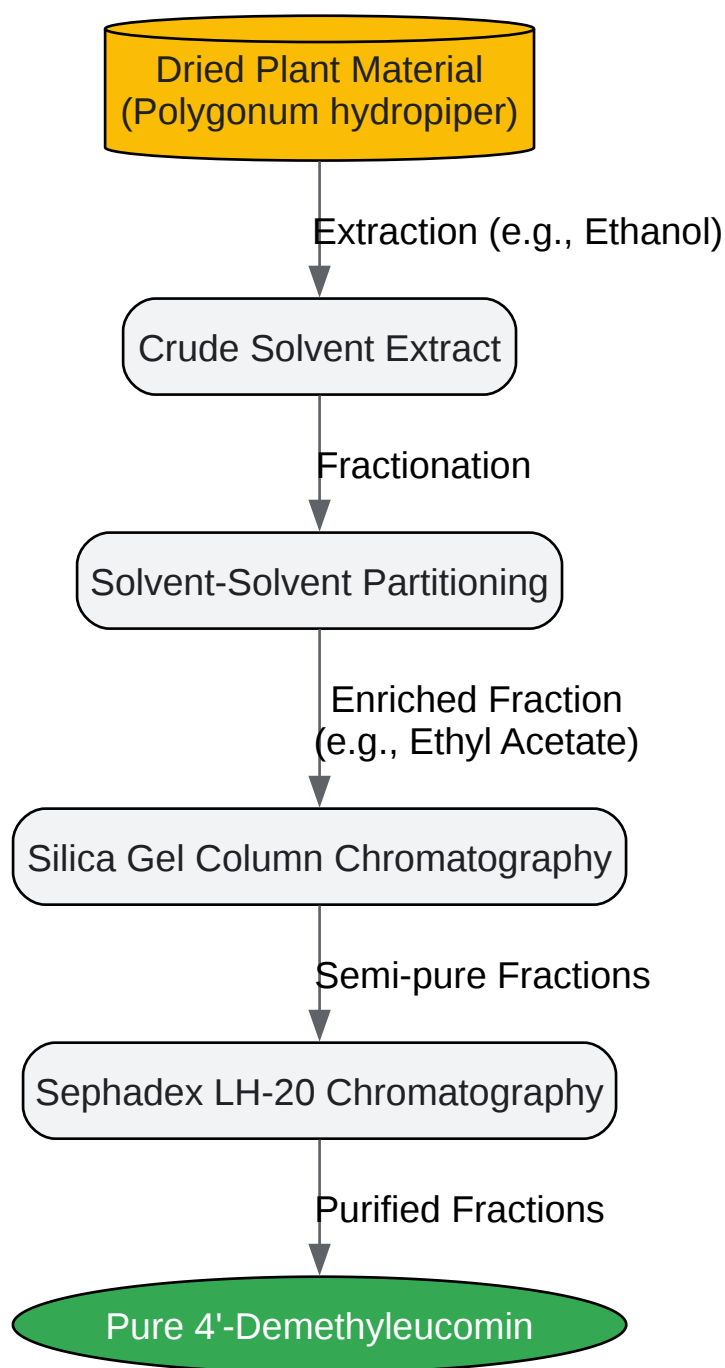 Dried Plant Material
(Polygonum hydropiper)
Extraction (e.g., Ethanol)
Crude Solvent Extract
Fractionation
Solvent-Solvent Partitioning
Enriched Fraction
(e.g., Ethyl Acetate)
Silica Gel Column Chromatography
Semi-pure Fractions
Sephadex LH-20 Chromatography
Purified Fractions
Pure 4'-Demethyleucomin